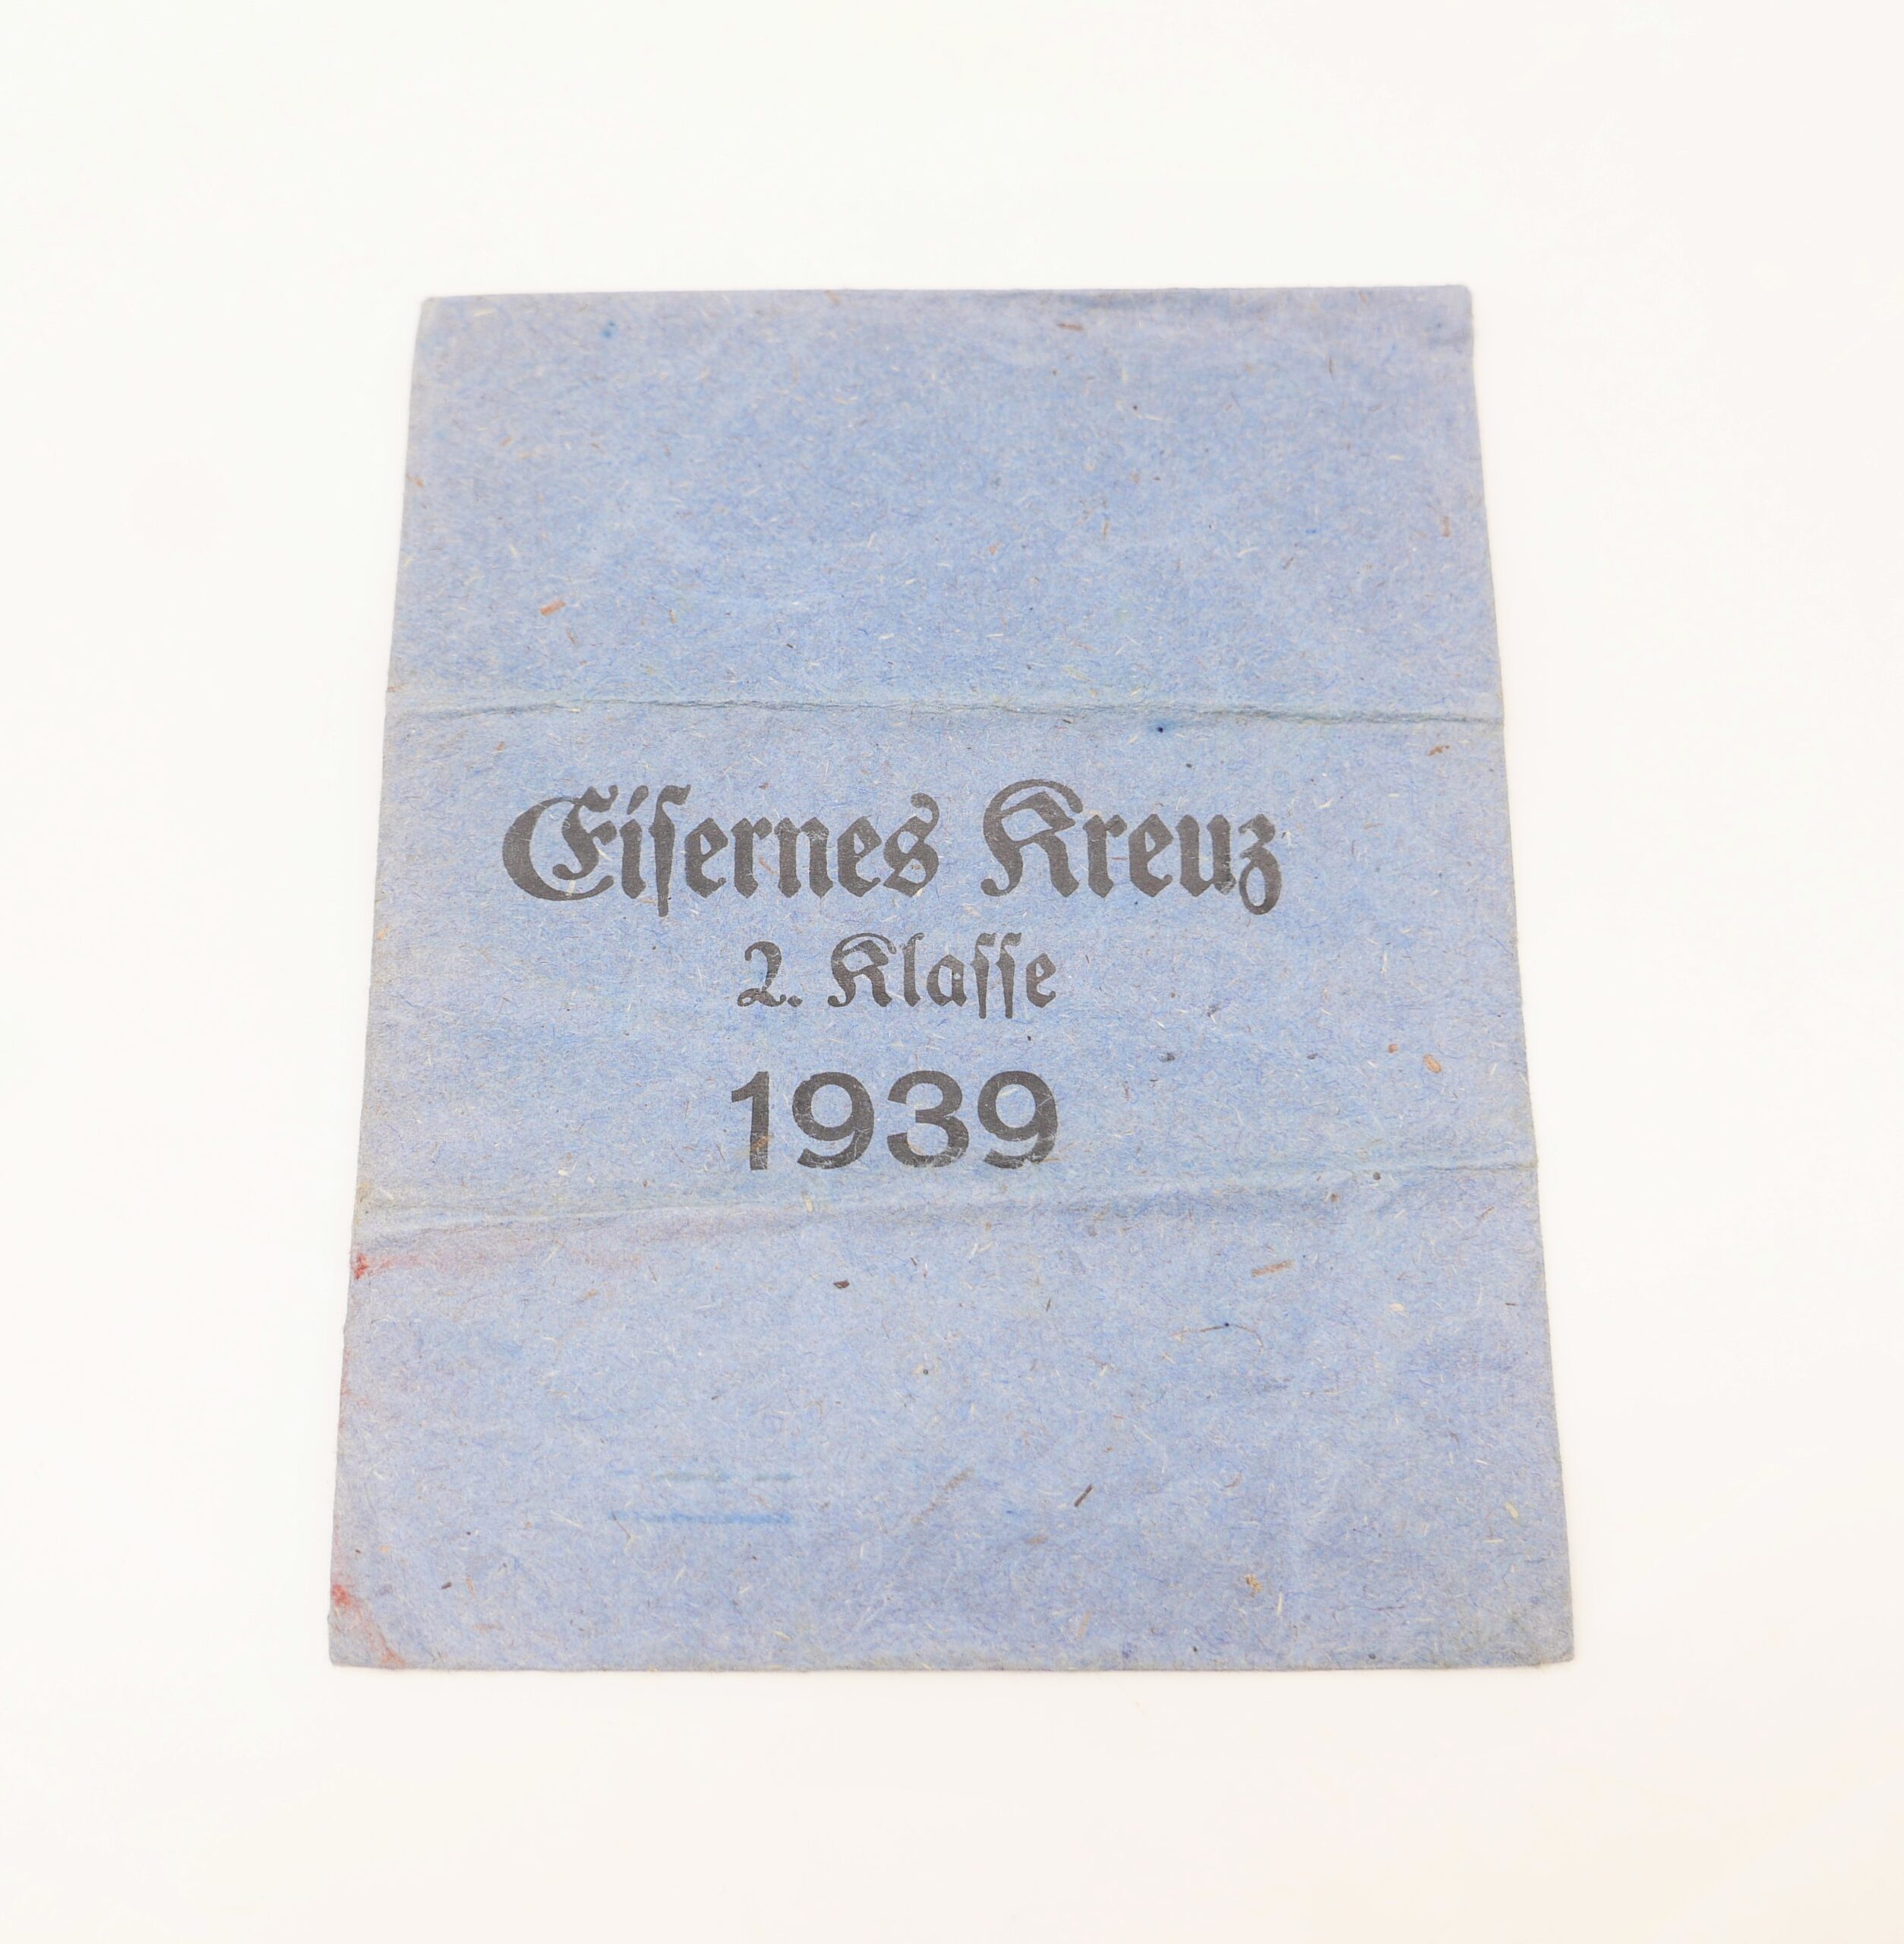 Eiſernes Kreuz
2. Klaſſe
1939